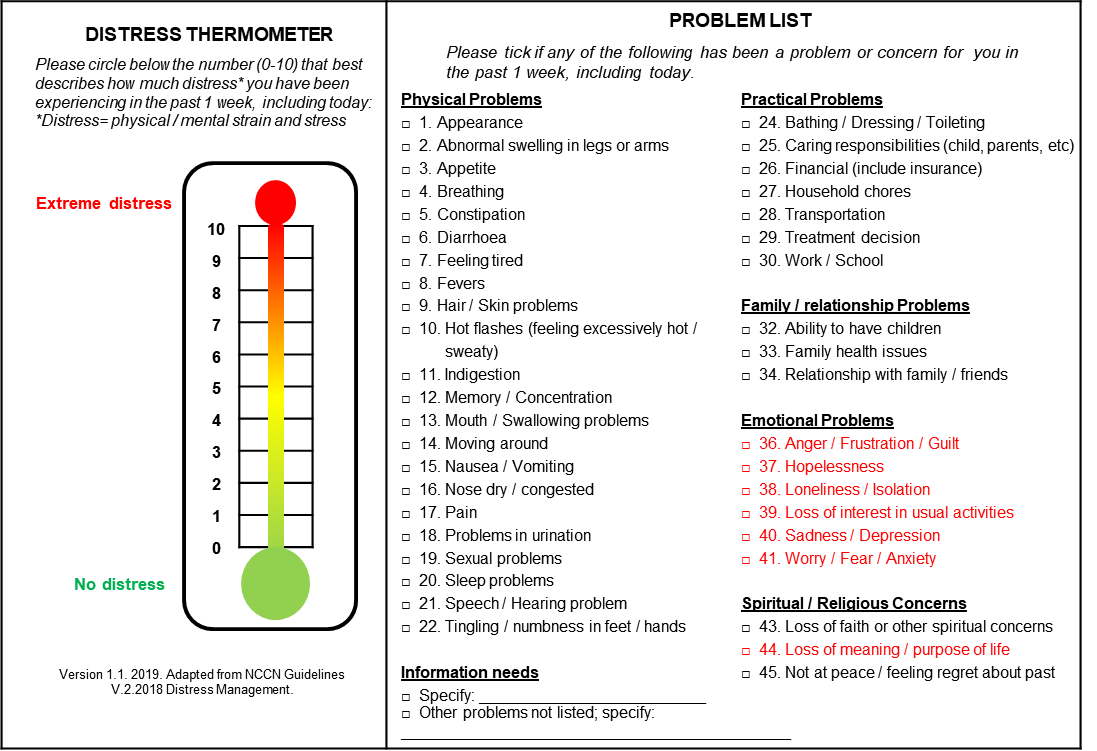 DISTRESS THERMOMETER
Please circle below the number (0-10) that best
describes how much distress* you have been
experiencing in the past 1 week, including today:
*Distress= physical / mental strain and stress
Extreme distress
10
9
8
7
6
5
4
3
2
1
0
No distress
Version 1.1. 2019. Adapted from NCCN Guidelines
V.2.2018 Distress Management.
PROBLEM LIST
Please tick if any of the following has been a problem or concern for you in
the past 1 week, including today.
Physical Problems
□ 1. Appearance
□ 2. Abnormal swelling in legs or arms
□ 3. Appetite
□ 4. Breathing
□ 5. Constipation
□ 6. Diarrhoea
□ 7. Feeling tired
□ 8. Fevers
□ 9. Hair / Skin problems
□ 10. Hot flashes (feeling excessively hot /
sweaty)
□ 11. Indigestion
□ 12. Memory / Concentration
□ 13. Mouth / Swallowing problems
□ 14. Moving around
□ 15. Nausea / Vomiting
□ 16. Nose dry / congested
□ 17. Pain
□ 18. Problems in urination
□ 19. Sexual problems
□ 20. Sleep problems
□ 21. Speech / Hearing problem
□ 22. Tingling / numbness in feet / hands
Information needs
□ Specify: ___________________________
□ Other problems not listed; specify:
______________________________________________
Practical Problems
□ 24. Bathing / Dressing / Toileting
□ 25. Caring responsibilities (child, parents, etc)
□ 26. Financial (include insurance)
□ 27. Household chores
□ 28. Transportation
□ 29. Treatment decision
□ 30. Work / School
Family / relationship Problems
□ 32. Ability to have children
□ 33. Family health issues
□ 34. Relationship with family / friends
Emotional Problems
□ 36. Anger / Frustration / Guilt
□ 37. Hopelessness
□ 38. Loneliness / Isolation
□ 39. Loss of interest in usual activities
□ 40. Sadness / Depression
□ 41. Worry / Fear / Anxiety
Spiritual / Religious Concerns
□ 43. Loss of faith or other spiritual concerns
□ 44. Loss of meaning / purpose of life
□ 45. Not at peace / feeling regret about past